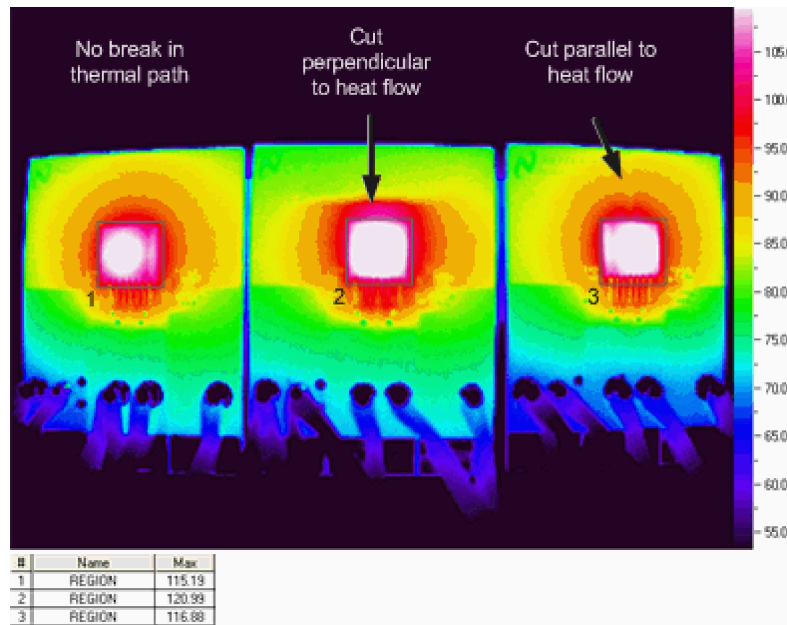 No break in
thermal path
Cut
perpendicular
to heat flow
Cut parallel to
heat flow
105.0
100.0
95.0
90.0
85.0
80.0
75.0
70.0
65.0
60.0
55.0
1
2
3
# Name Max
1 REGION 115.19
2 REGION 120.99
3 REGION 116.88